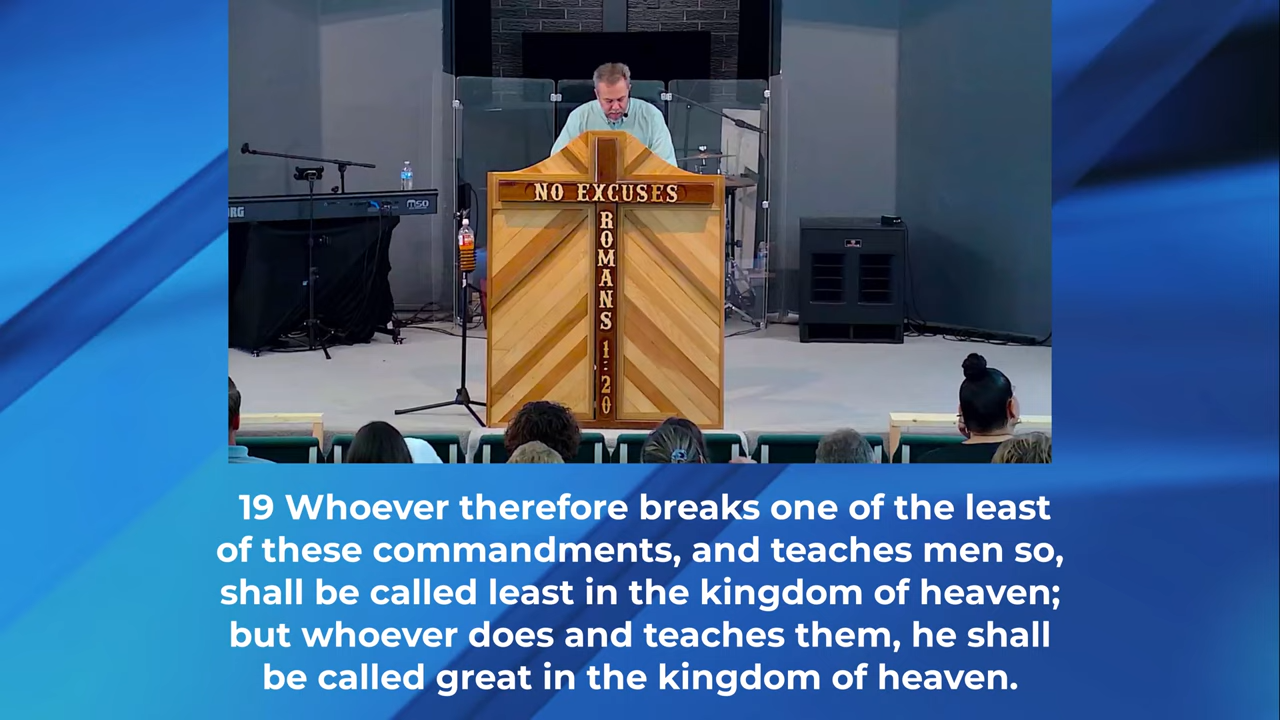 NO EXCUSES
ROMANS 1:20
ORG
MSD
19 Whoever therefore breaks one of the least
of these commandments, and teaches men so,
shall be called least in the kingdom of heaven;
but whoever does and teaches them, he shall
be called great in the kingdom of heaven.